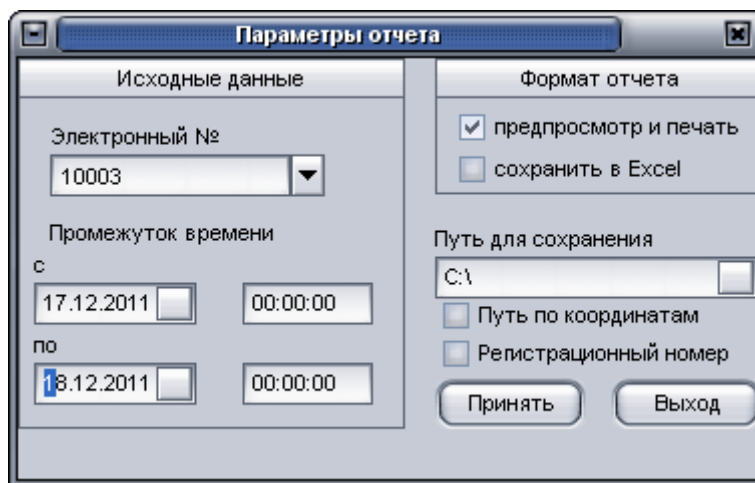 Параметры отчета
Исходные данные
Электронный №
10003
Промежуток времени
с
17.12.2011 00:00:00
по
18.12.2011 00:00:00
Формат отчета
предпросмотр и печать
сохранить в Excel
Путь для сохранения
C:\
Путь по координатам
Регистрационный номер
Принять Выход